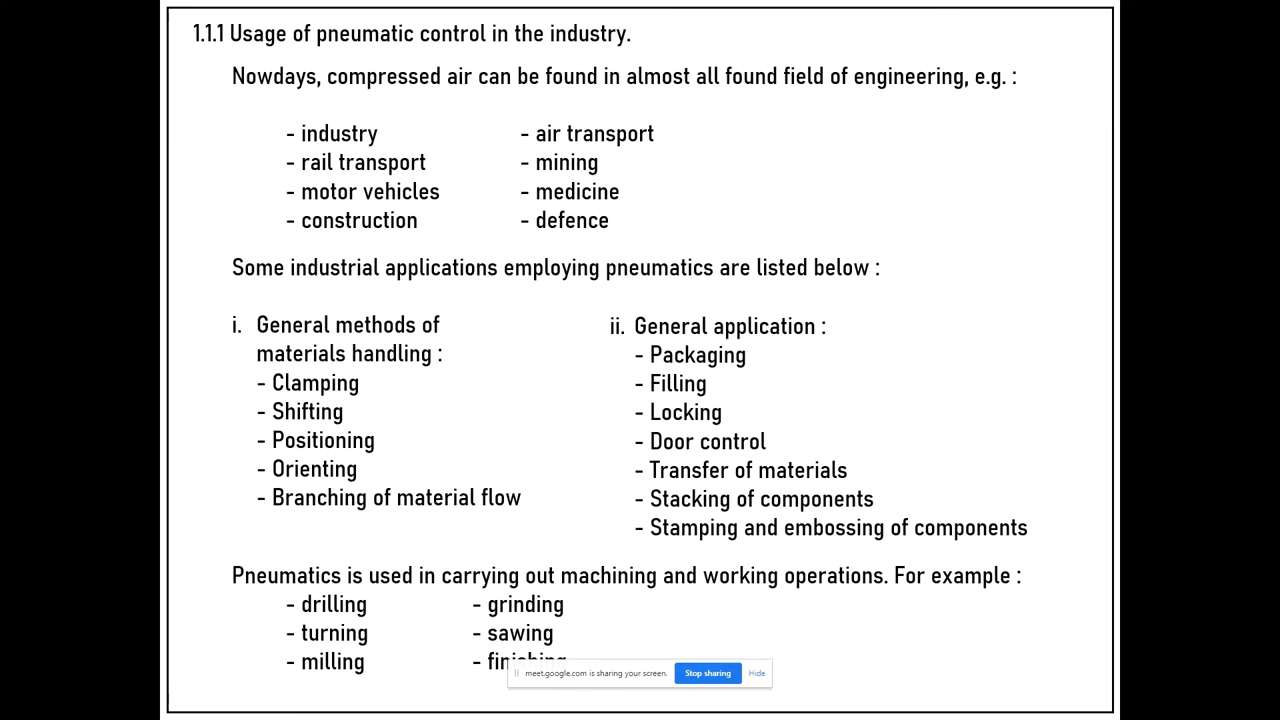 1.1.1 Usage of pneumatic control in the industry.
Nowdays, compressed air can be found in almost all found field of engineering, e.g. :
- industry
- rail transport
- motor vehicles
- construction
- air transport
- mining
- medicine
- defence
Some industrial applications employing pneumatics are listed below :
i. General methods of
materials handling :
- Clamping
- Shifting
- Positioning
- Orienting
- Branching of material flow
ii. General application :
- Packaging
- Filling
- Locking
- Door control
- Transfer of materials
- Stacking of components
- Stamping and embossing of components
Pneumatics is used in carrying out machining and working operations. For example :
- drilling
- turning
- milling
- grinding
- sawing
- finishing
meet.google.com is sharing your screen.
Stop sharing
Hide